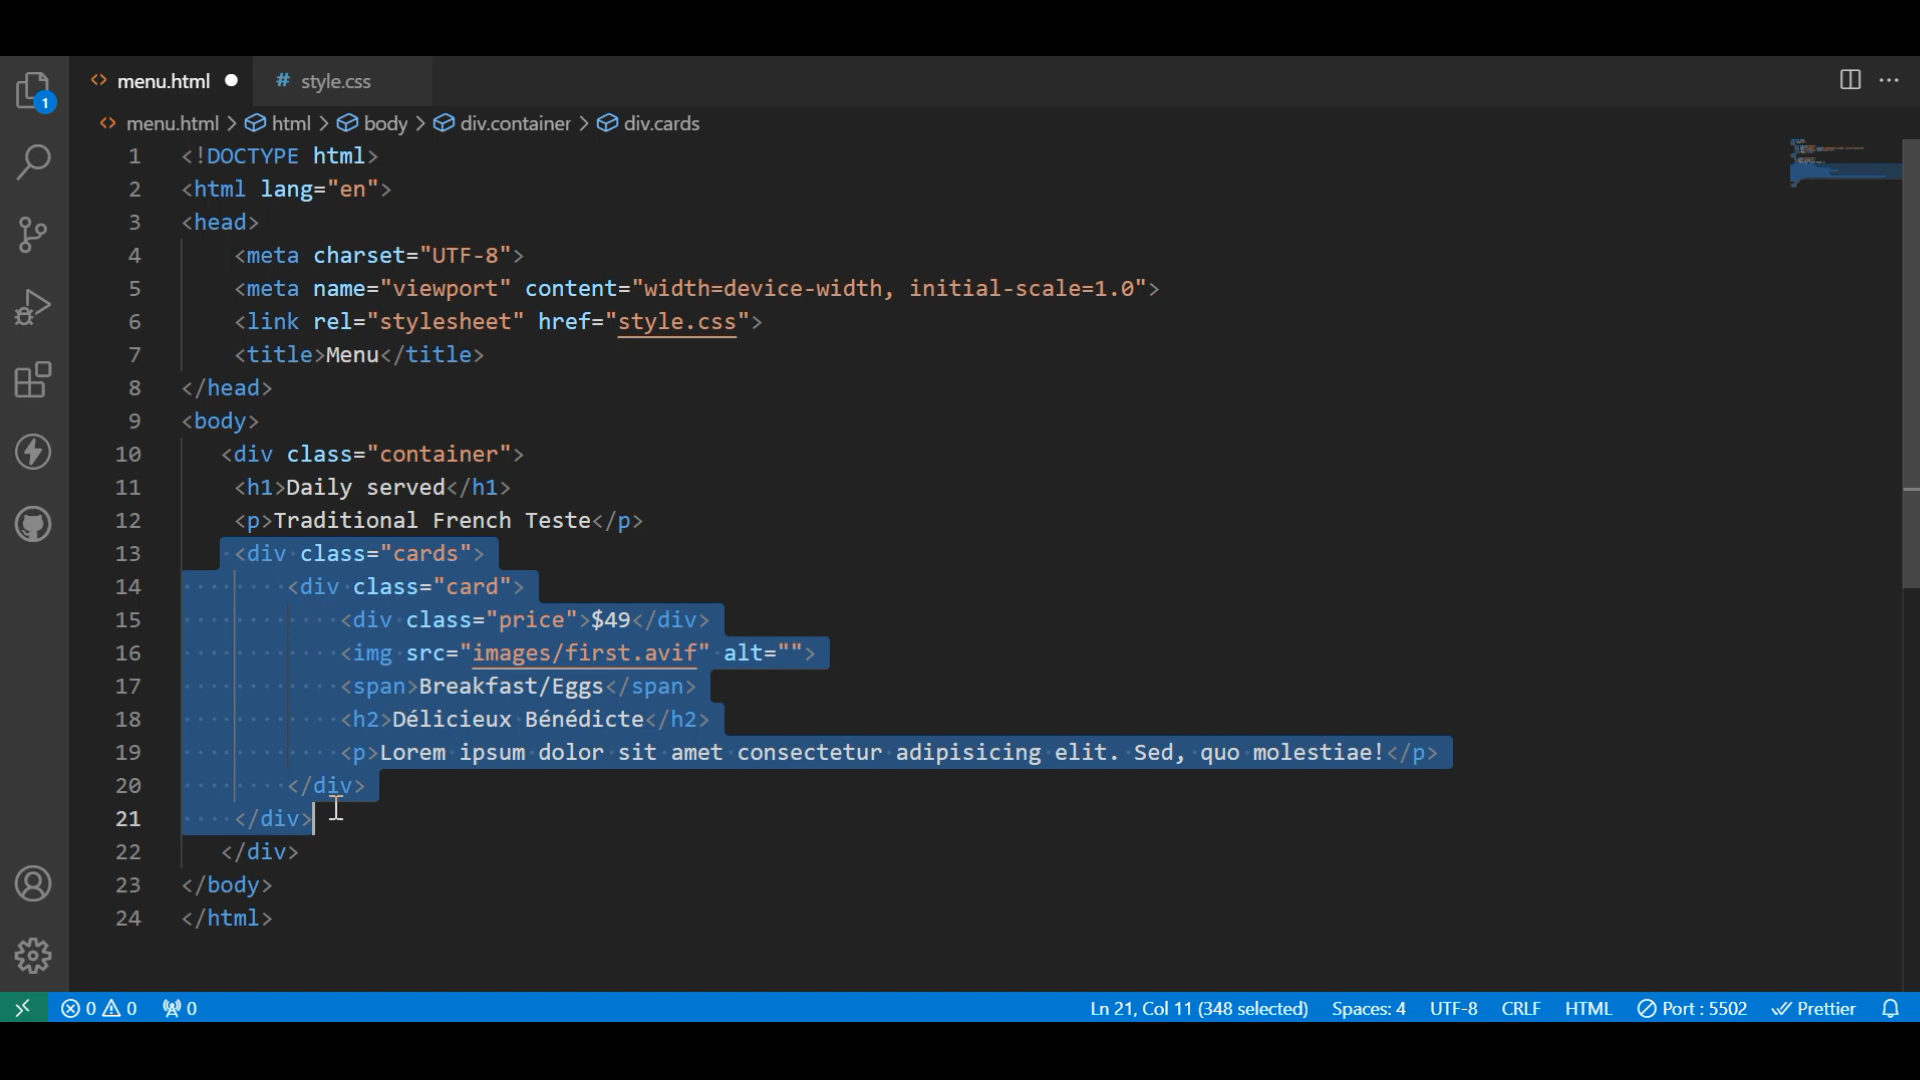 menu.html
# style.css
1
menu.html > html > body > div.container > div.cards
1 <!DOCTYPE html>
2 <html lang="en">
3 <head>
4 <meta charset="UTF-8">
5 <meta name="viewport" content="width=device-width, initial-scale=1.0">
6 <link rel="stylesheet" href="style.css">
7 <title>Menu</title>
8 </head>
9 <body>
10 <div class="container">
11 <h1>Daily served</h1>
12 <p>Traditional French Teste</p>
13 <div class="cards">
14 <div class="card">
15 <div class="price">$49</div>
16 <img src="images/first.avif" alt="">
17 <span>Breakfast/Eggs</span>
18 <h2>Délicieux Bénédicte</h2>
19 <p>Lorem ipsum dolor sit amet consectetur adipisicing elit. Sed, quo molestiae!</p>
20 </div>
21 </div>
22 </div>
23 </body>
24 </html>
0 0 0 Ln 21, Col 11 (348 selected) Spaces: 4 UTF-8 CRLF HTML Port : 5502 Prettier